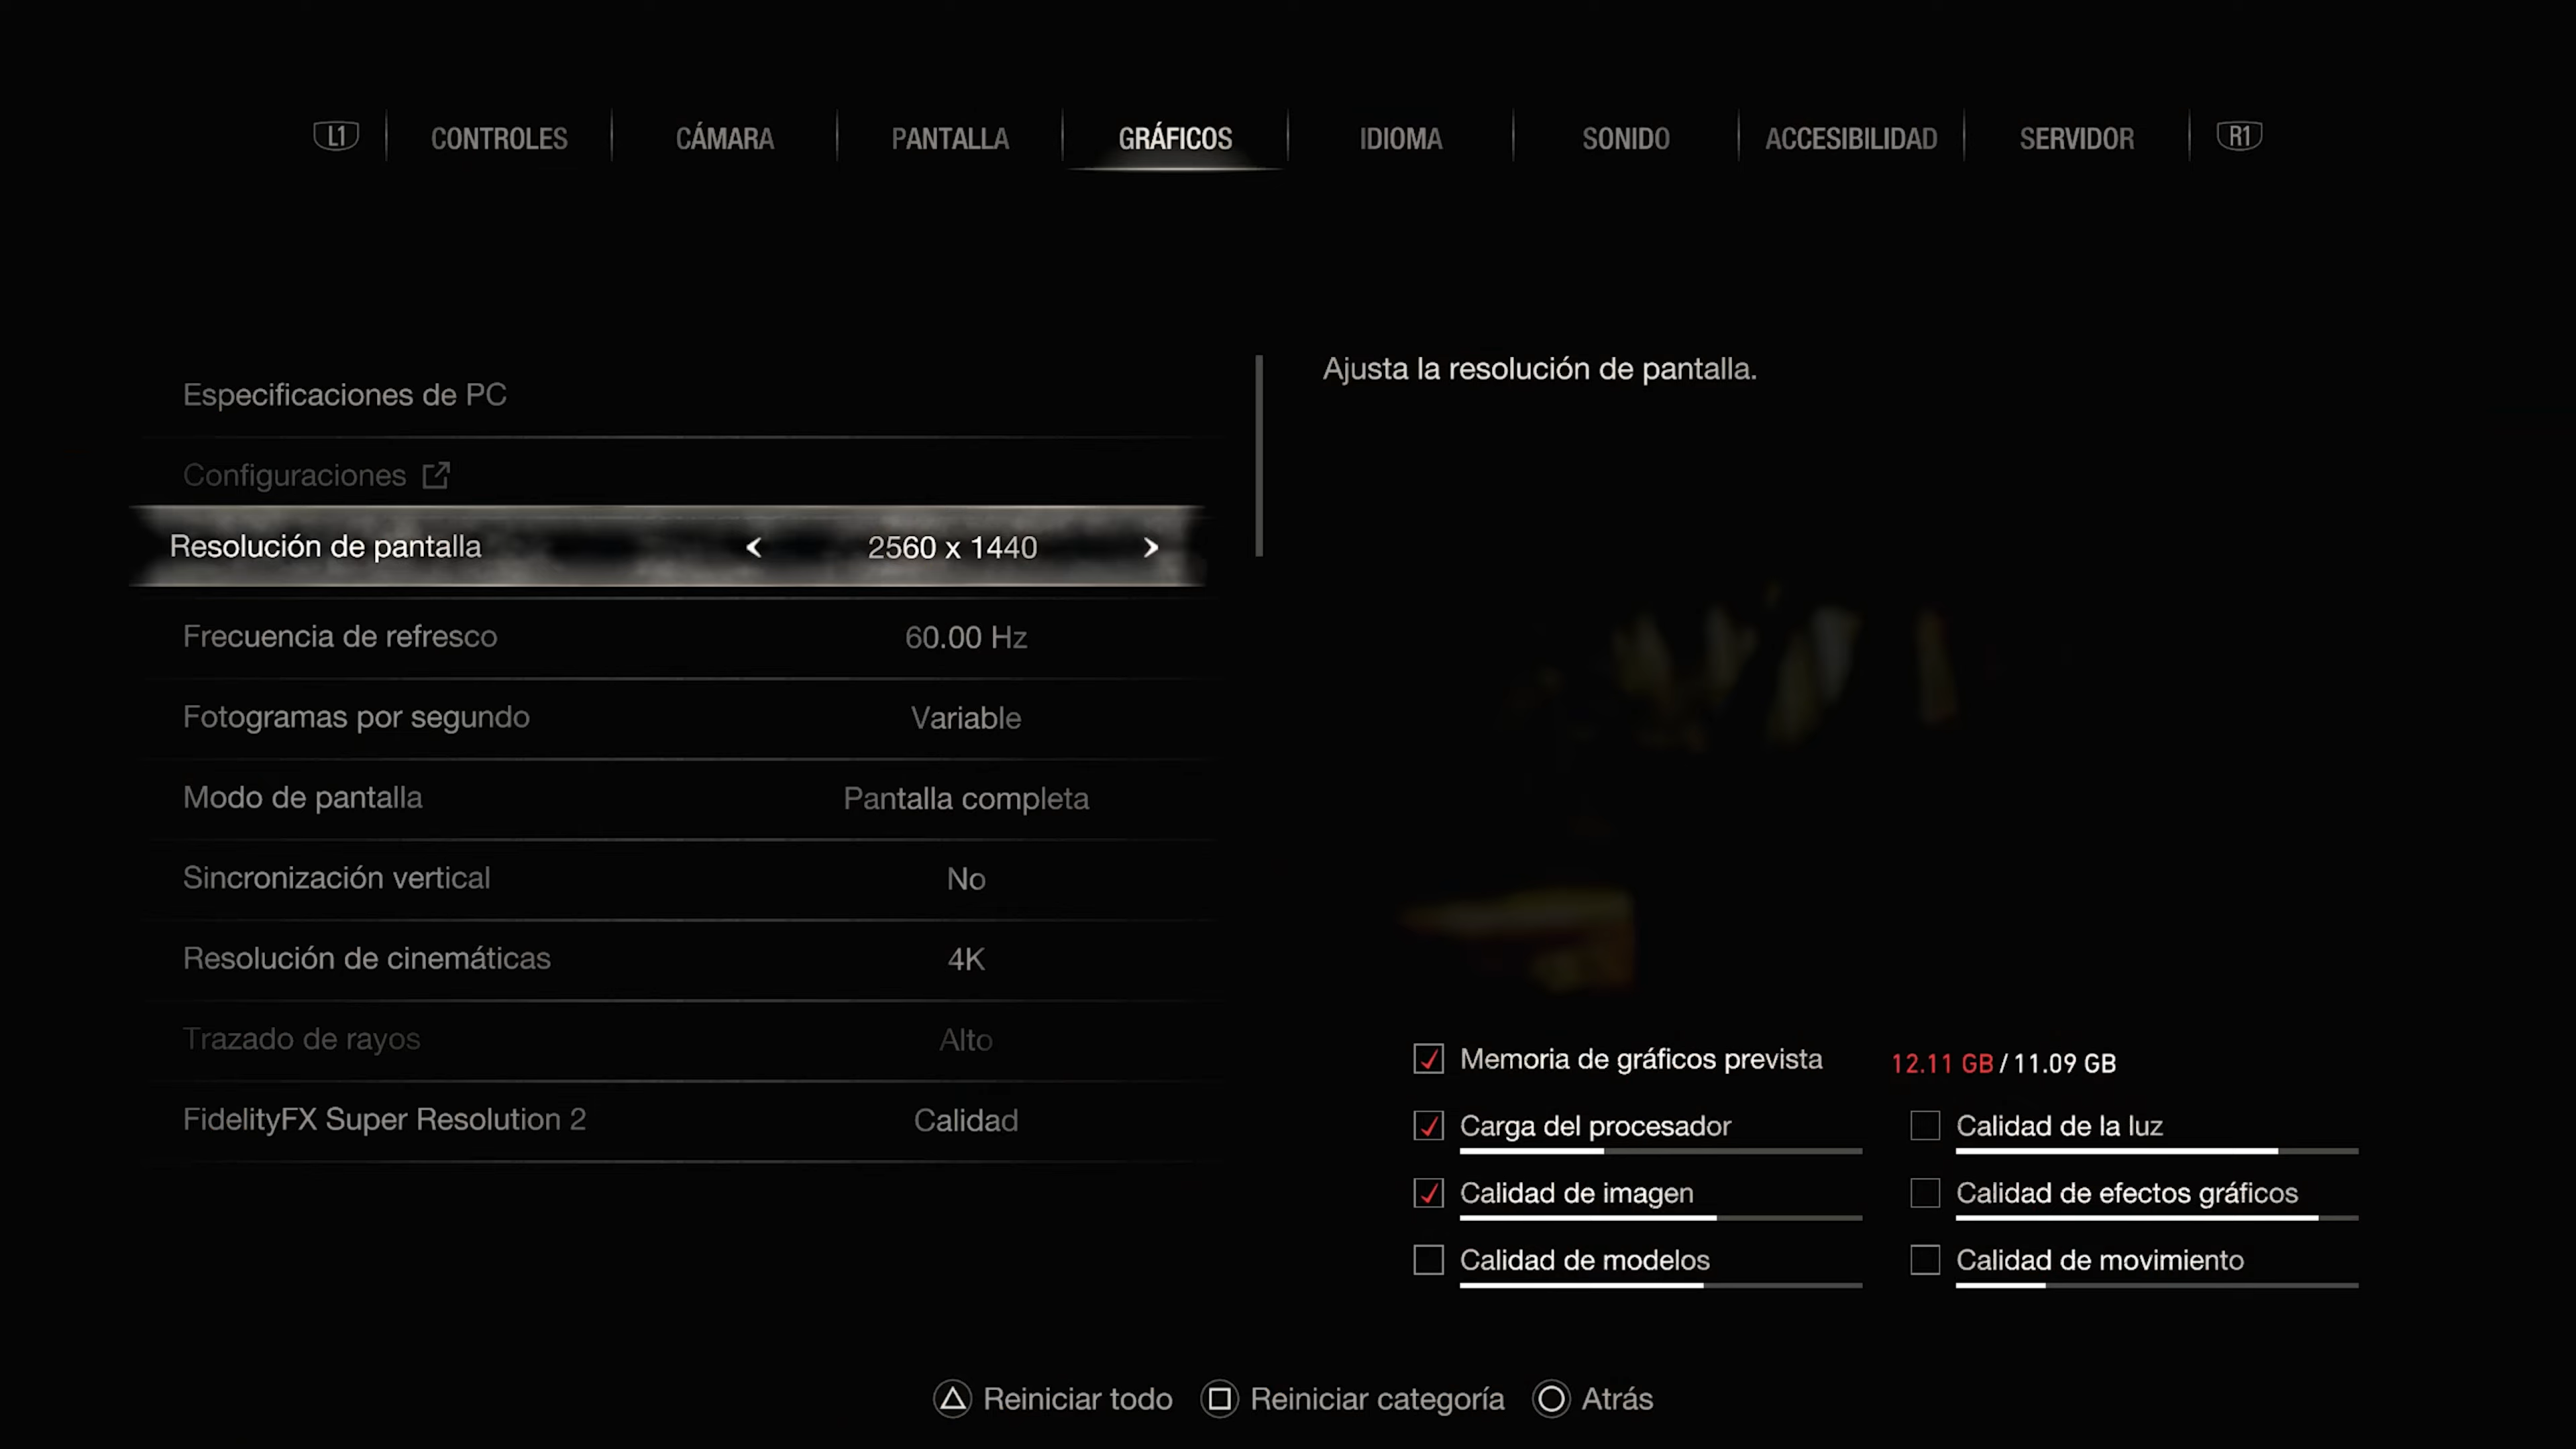 L1 CONTROLES CÁMARA PANTALLA GRÁFICOS IDIOMA SONIDO ACCESIBILIDAD SERVIDOR R1
Especificaciones de PC
Configuraciones
Resolución de pantalla 2560 x 1440
Frecuencia de refresco 60.00 Hz
Fotogramas por segundo Variable
Modo de pantalla Pantalla completa
Sincronización vertical No
Resolución de cinemáticas 4K
Trazado de rayos Alto
FidelityFX Super Resolution 2 Calidad
Ajusta la resolución de pantalla.
Memoria de gráficos prevista 12.11 GB / 11.09 GB
Carga del procesador Calidad de la luz
Calidad de imagen Calidad de efectos gráficos
Calidad de modelos Calidad de movimiento
Reiniciar todo Reiniciar categoría Atrás